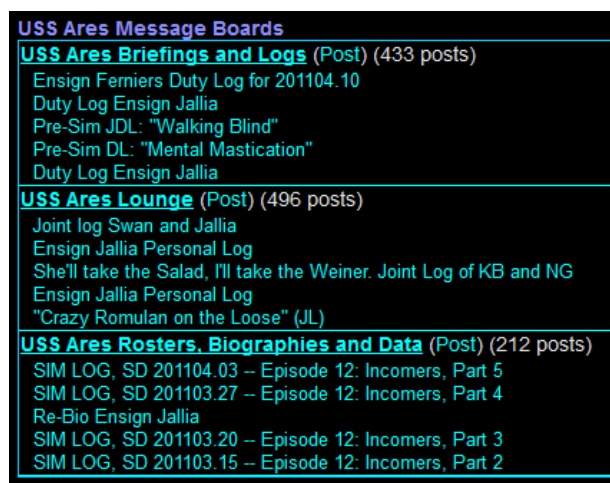 USS Ares Message Boards
USS Ares Briefings and Logs (Post) (433 posts)
Ensign Ferniers Duty Log for 201104.10
Duty Log Ensign Jallia
Pre-Sim JDL: "Walking Blind"
Pre-Sim DL: "Mental Mastication"
Duty Log Ensign Jallia
USS Ares Lounge (Post) (496 posts)
Joint log Swan and Jallia
Ensign Jallia Personal Log
She'll take the Salad, I'll take the Weiner. Joint Log of KB and NG
Ensign Jallia Personal Log
"Crazy Romulan on the Loose" (JL)
USS Ares Rosters, Biographies and Data (Post) (212 posts)
SIM LOG, SD 201104.03 -- Episode 12: Incomers, Part 5
SIM LOG, SD 201103.27 -- Episode 12: Incomers, Part 4
Re-Bio Ensign Jallia
SIM LOG, SD 201103.20 -- Episode 12: Incomers, Part 3
SIM LOG, SD 201103.15 -- Episode 12: Incomers, Part 2